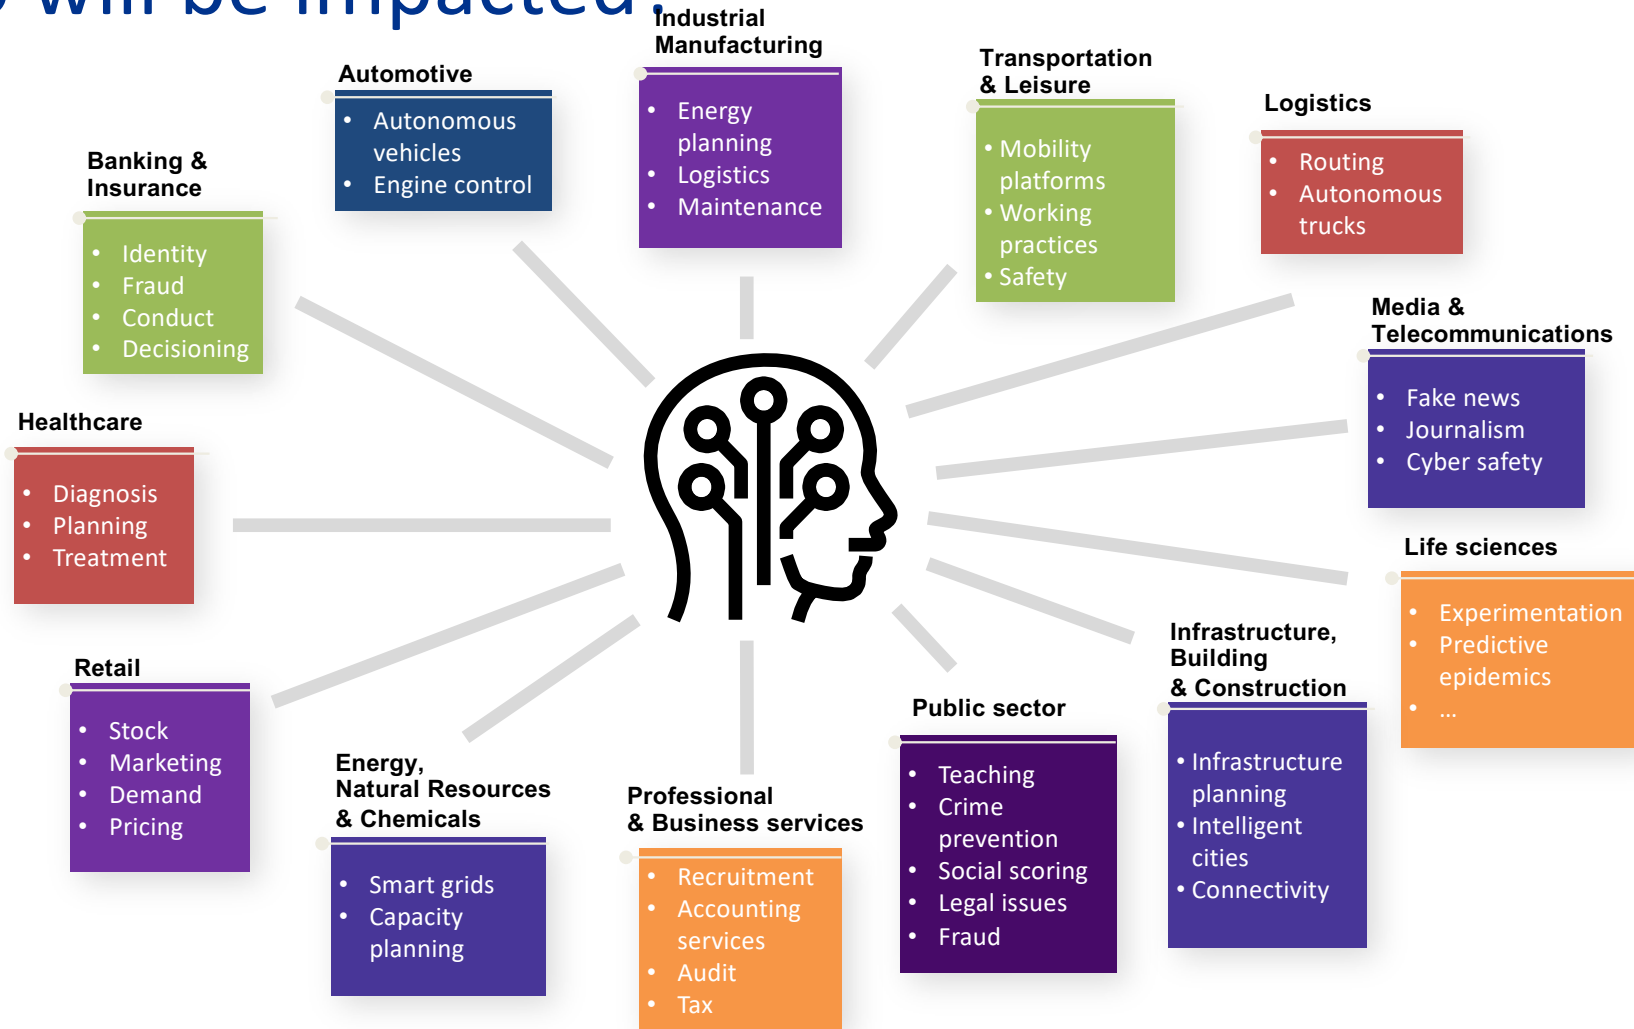 will be impacted?
Industrial
Manufacturing
• Energy
planning
• Logistics
• Maintenance
Automotive
• Autonomous
vehicles
• Engine control
Transportation
& Leisure
• Mobility
platforms
• Working
practices
• Safety
Logistics
• Routing
• Autonomous
trucks
Banking &
Insurance
• Identity
• Fraud
• Conduct
• Decisioning
Media &
Telecommunications
• Fake news
• Journalism
• Cyber safety
Healthcare
• Diagnosis
• Planning
• Treatment
Life sciences
• Experimentation
• Predictive
epidemics
• ...
Retail
• Stock
• Marketing
• Demand
• Pricing
Energy,
Natural Resources
& Chemicals
• Smart grids
• Capacity
planning
Professional
& Business services
• Recruitment
• Accounting
services
• Audit
• Tax
Public sector
• Teaching
• Crime
prevention
• Social scoring
• Legal issues
• Fraud
Infrastructure,
Building
& Construction
• Infrastructure
planning
• Intelligent
cities
• Connectivity